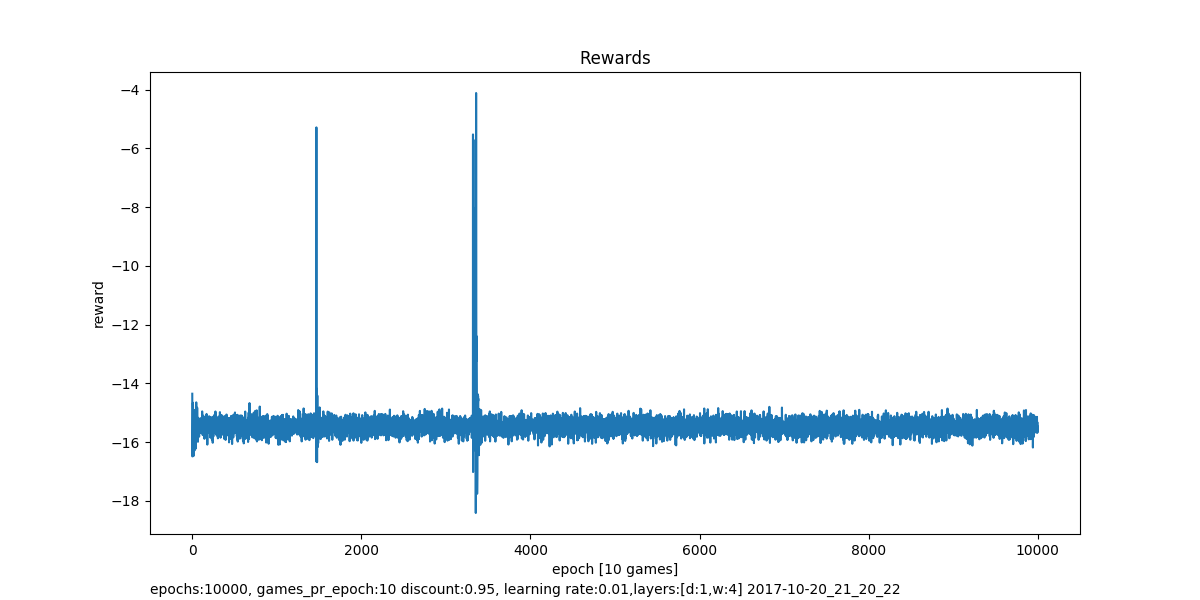 Rewards
−4
−6
−8
−10
−12
−14
−16
−18
reward
0 2000 4000 6000 8000 10000
epoch [10 games]
epochs:10000, games_pr_epoch:10 discount:0.95, learning rate:0.01,layers:[d:1,w:4] 2017-10-20_21_20_22